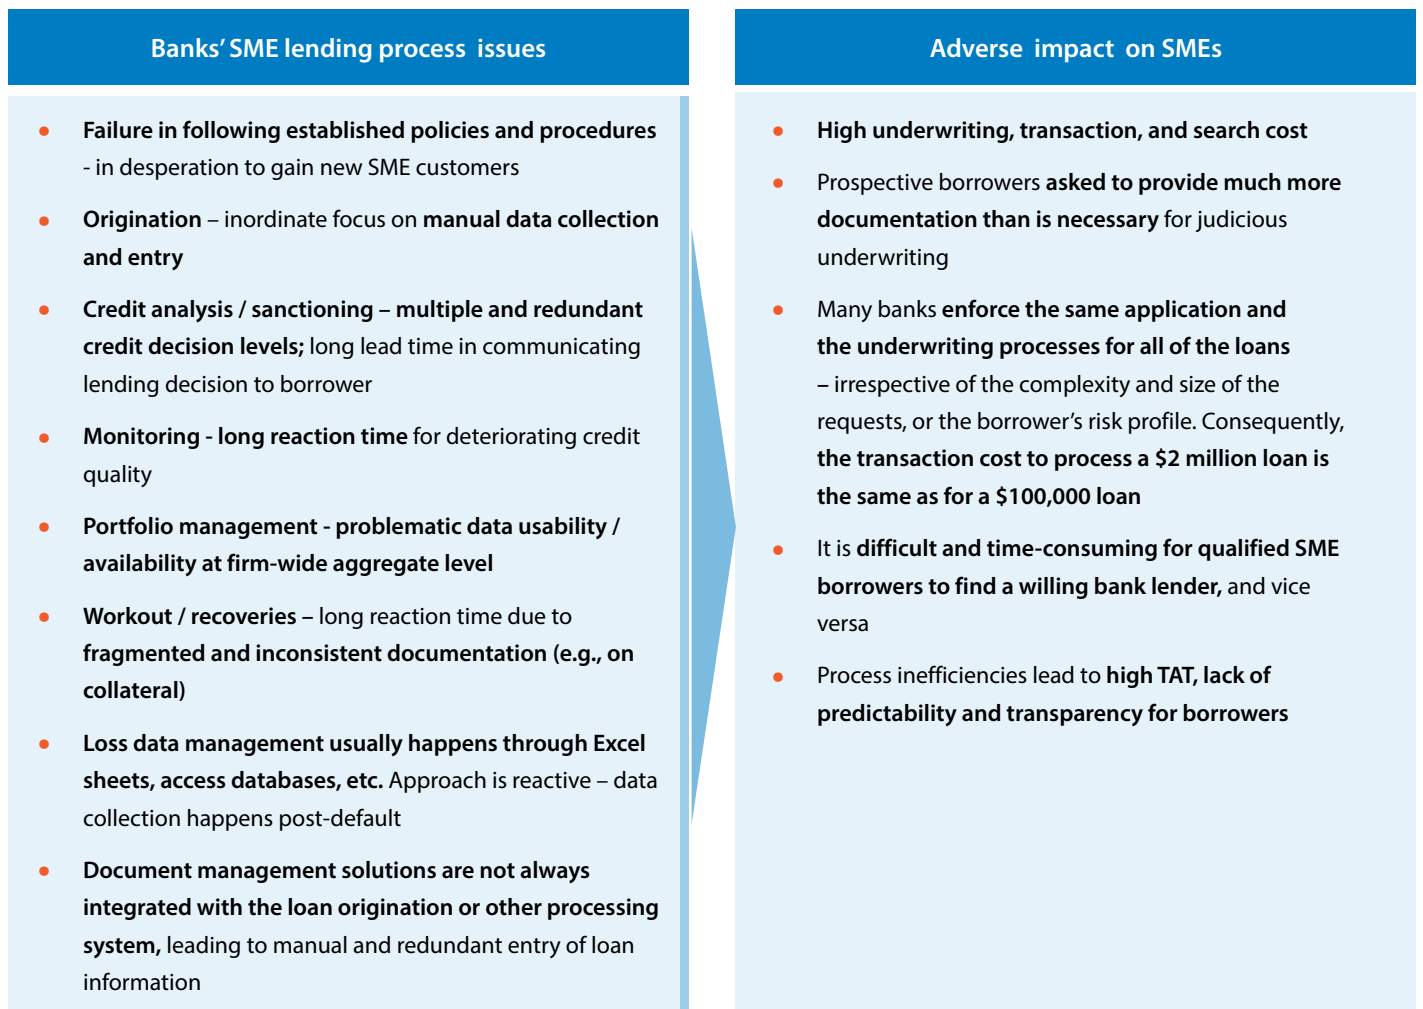 Banks’ SME lending process issues
• Failure in following established policies and procedures
- in desperation to gain new SME customers
• Origination – inordinate focus on manual data collection
and entry
• Credit analysis / sanctioning – multiple and redundant
credit decision levels; long lead time in communicating
lending decision to borrower
• Monitoring - long reaction time for deteriorating credit
quality
• Portfolio management - problematic data usability /
availability at firm-wide aggregate level
• Workout / recoveries – long reaction time due to
fragmented and inconsistent documentation (e.g., on
collateral)
• Loss data management usually happens through Excel
sheets, access databases, etc. Approach is reactive – data
collection happens post-default
• Document management solutions are not always
integrated with the loan origination or other processing
system, leading to manual and redundant entry of loan
information
Adverse impact on SMEs
• High underwriting, transaction, and search cost
• Prospective borrowers asked to provide much more
documentation than is necessary for judicious
underwriting
• Many banks enforce the same application and
the underwriting processes for all of the loans
– irrespective of the complexity and size of the
requests, or the borrower’s risk profile. Consequently,
the transaction cost to process a $2 million loan is
the same as for a $100,000 loan
• It is difficult and time-consuming for qualified SME
borrowers to find a willing bank lender, and vice
versa
• Process inefficiencies lead to high TAT, lack of
predictability and transparency for borrowers